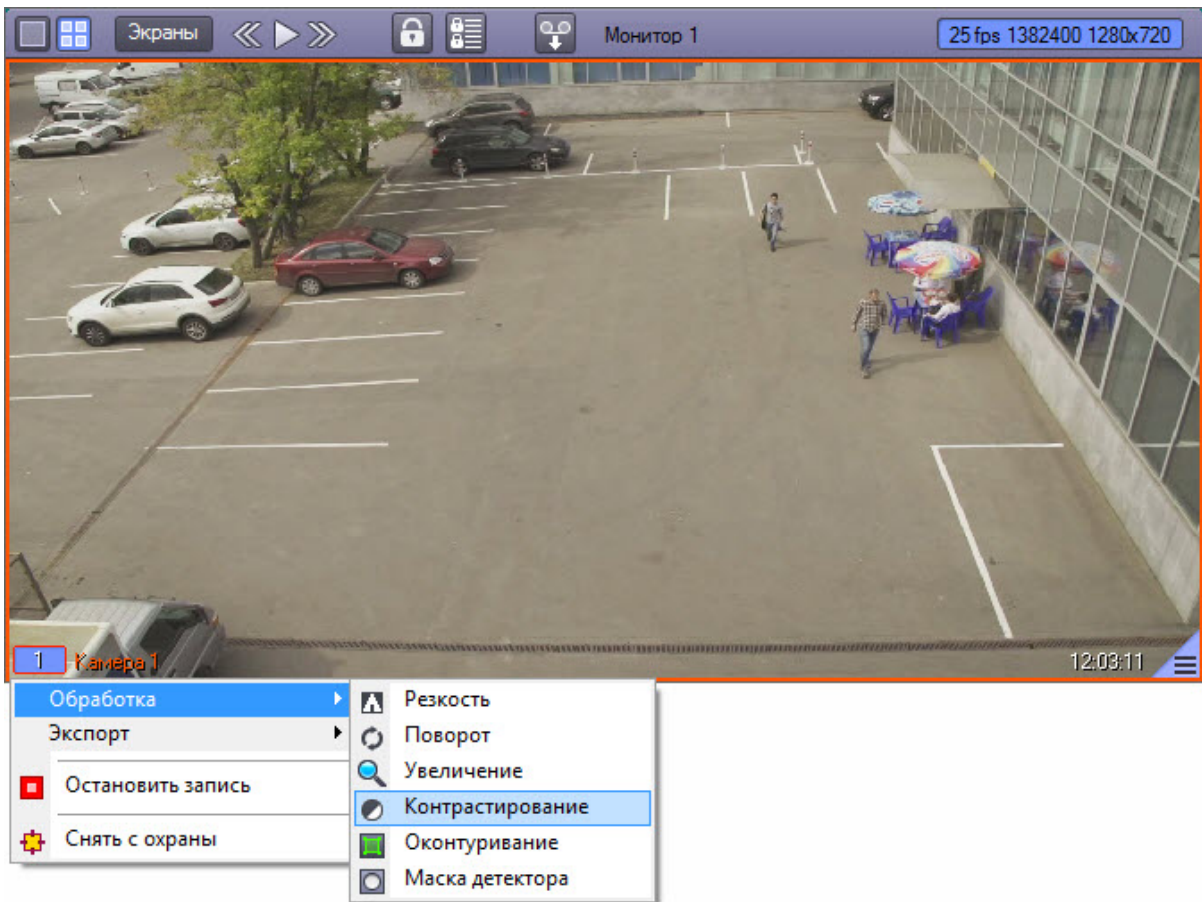 Экраны
Монитор 1
25 fps 1382400 1280x720
1 Камера 1
12:03:11
Обработка
Экспорт
Остановить запись
Снять с охраны
Резкость
Поворот
Увеличение
Контрастирование
Оконтуривание
Маска детектора